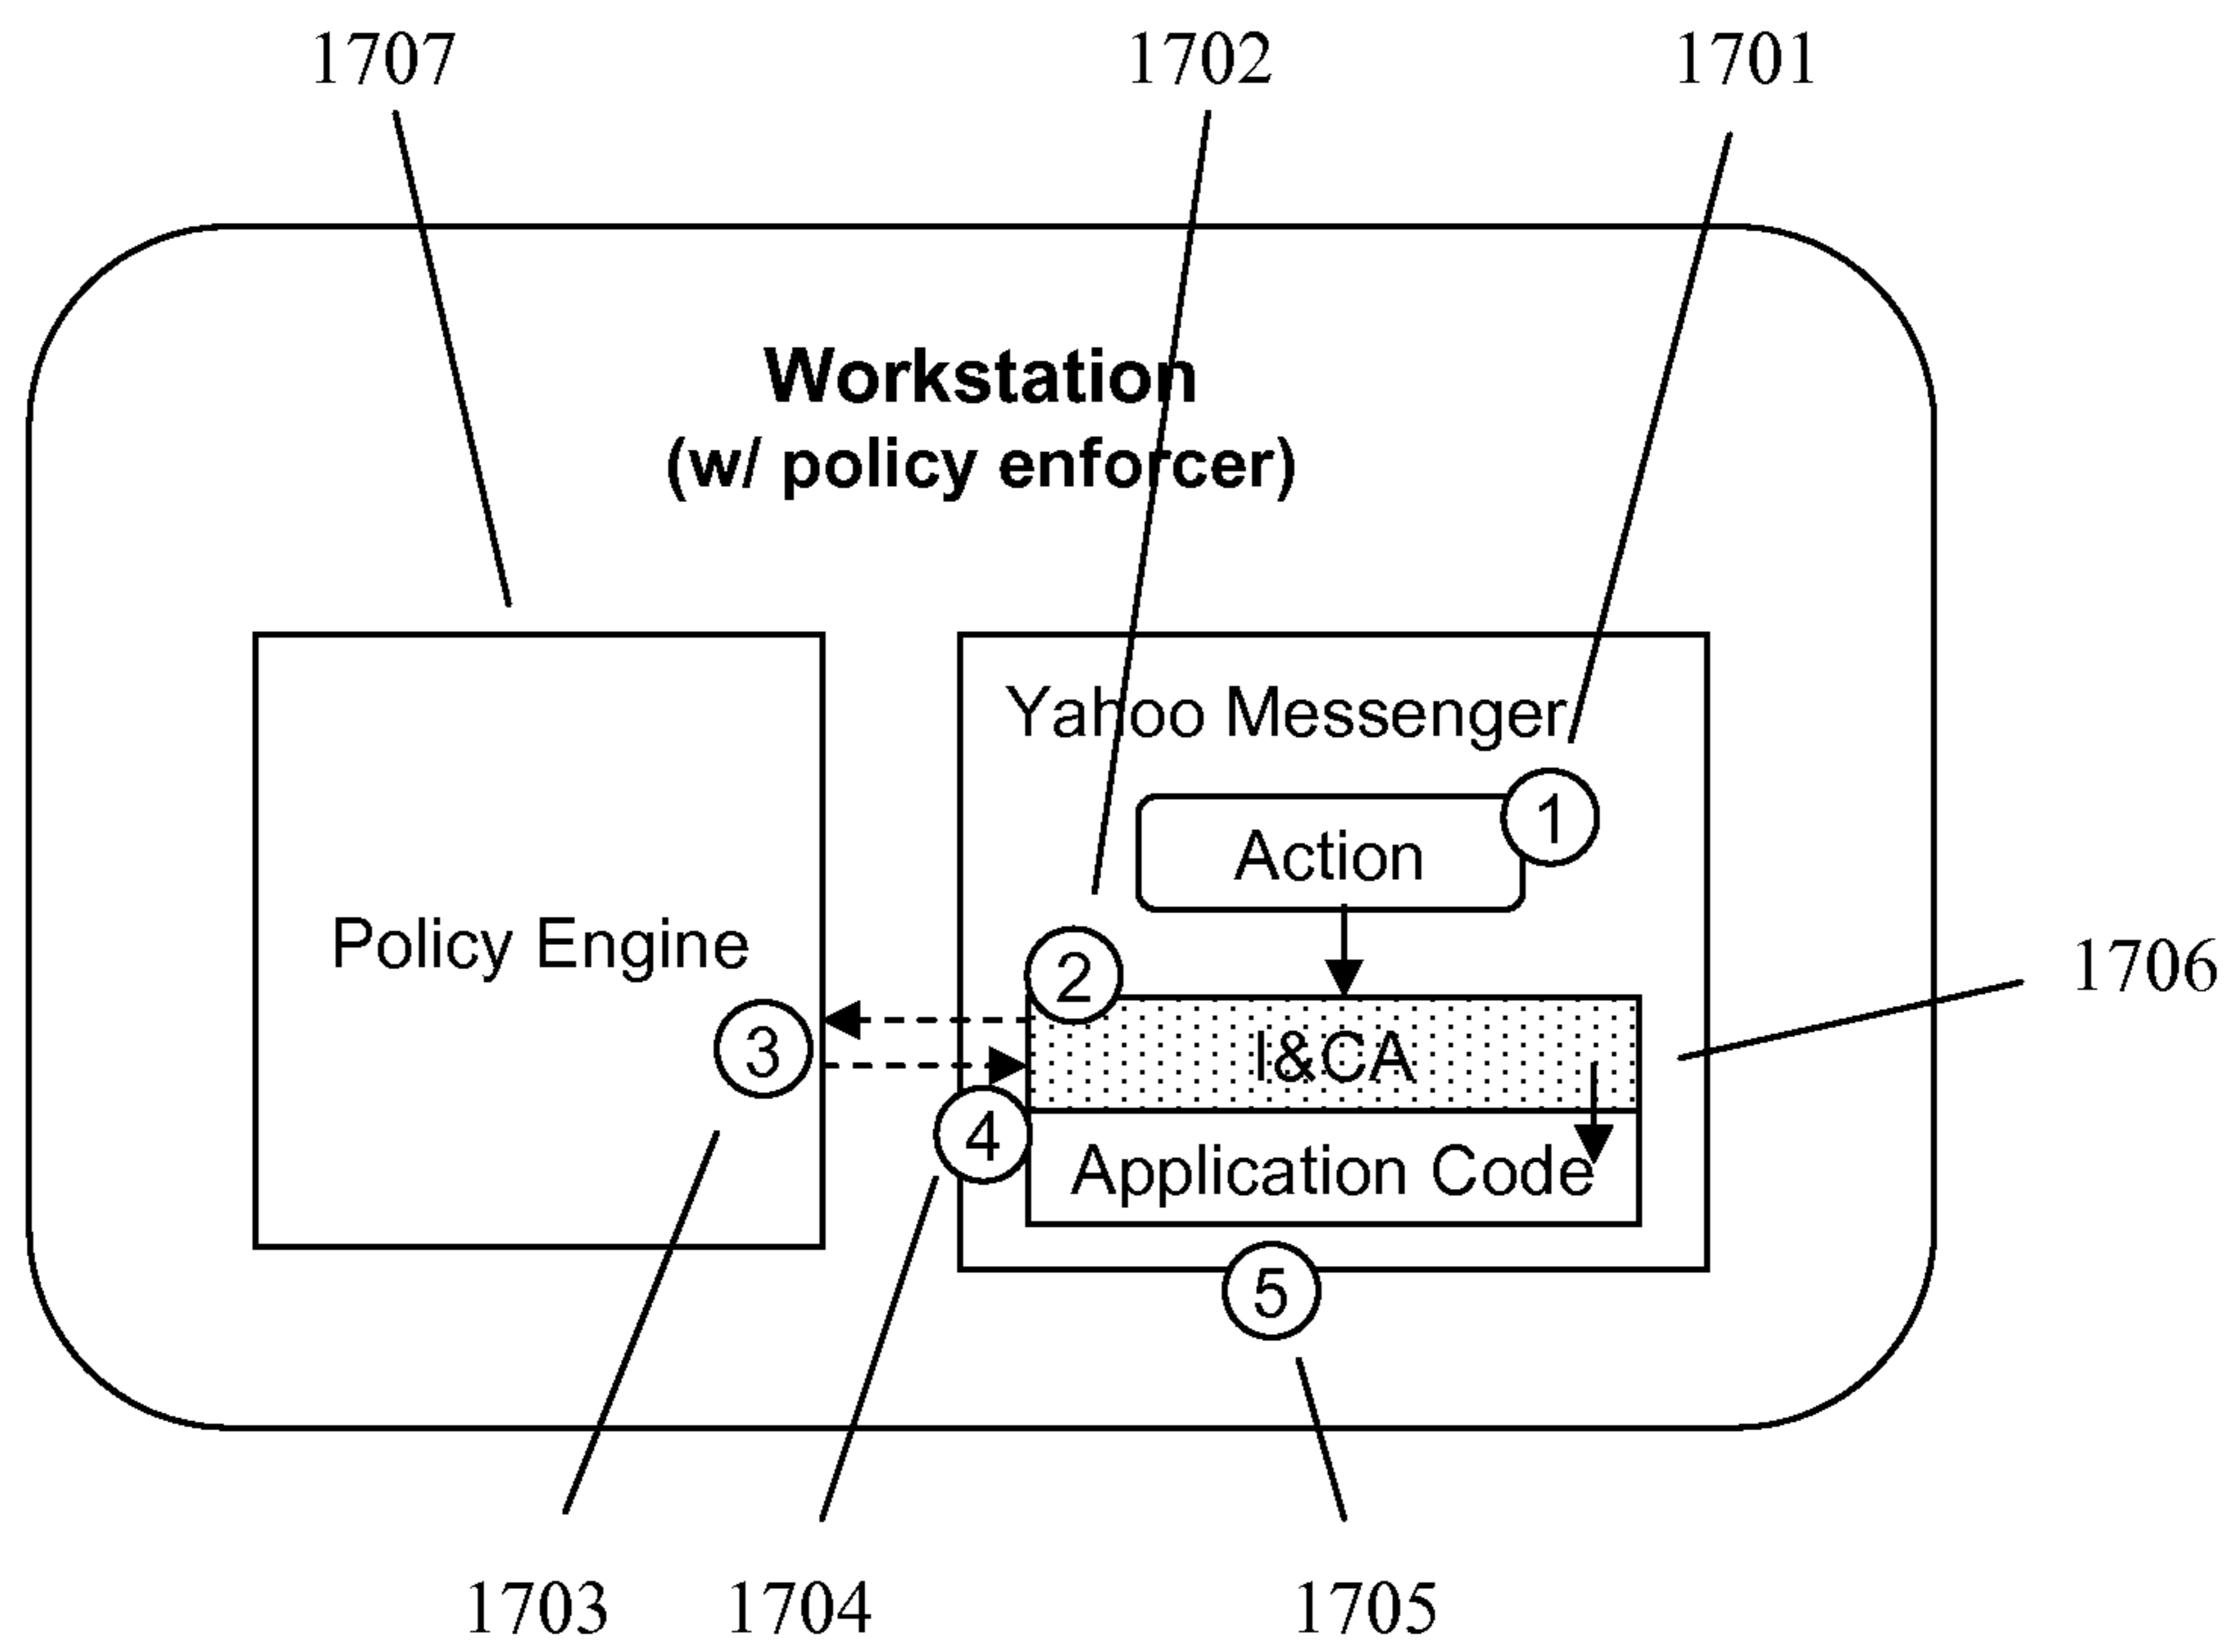 1707 1702 1701
Workstation
(w/ policy enforcer)
Yahoo Messenger
1
Action
Policy Engine
2
1706
3
I&CA
4
Application Code
5
1703 1704 1705